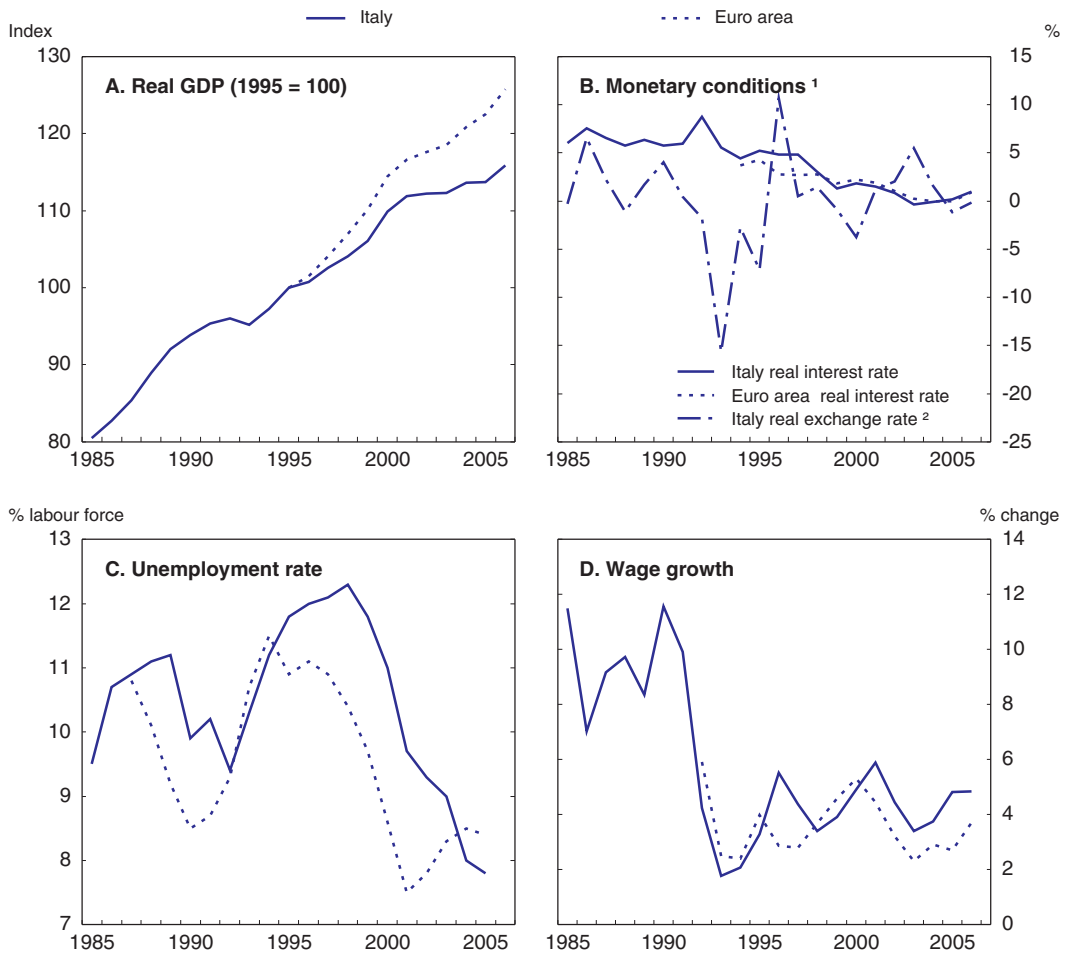 Italy Euro area
Index %
A. Real GDP (1995 = 100)
130
120
110
100
90
80
1985 1990 1995 2000 2005
B. Monetary conditions ¹
15
10
5
0
-5
-10
-15
-20
-25
Italy real interest rate
Euro area real interest rate
Italy real exchange rate ²
1985 1990 1995 2000 2005
% labour force % change
C. Unemployment rate
13
12
11
10
9
8
7
1985 1990 1995 2000 2005
D. Wage growth
14
12
10
8
6
4
2
0
1985 1990 1995 2000 2005